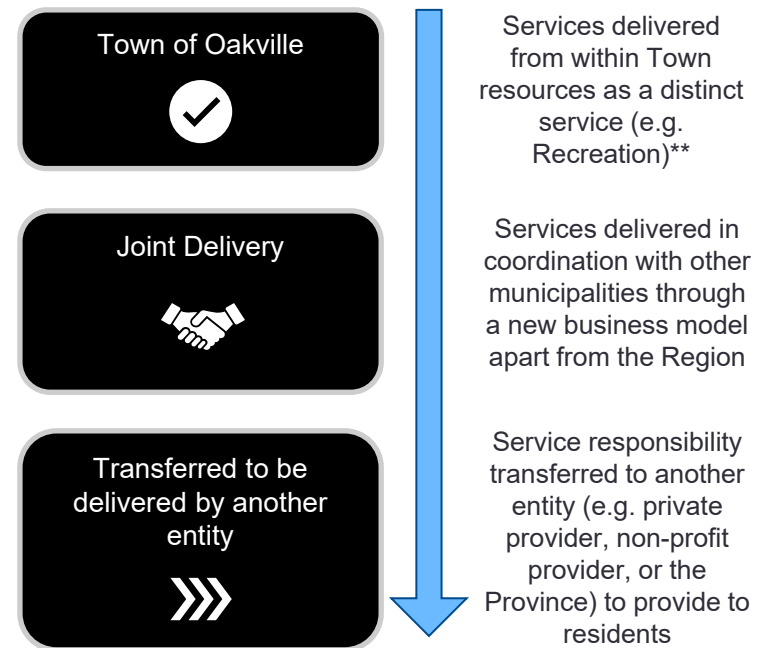 Town of Oakville
Services delivered
from within Town
resources as a distinct
service (e.g.
Recreation)**
Joint Delivery
Services delivered in
coordination with other
municipalities through
a new business model
apart from the Region
Transferred to be
delivered by another
entity
Service responsibility
transferred to another
entity (e.g. private
provider, non-profit
provider, or the
Province) to provide to
residents